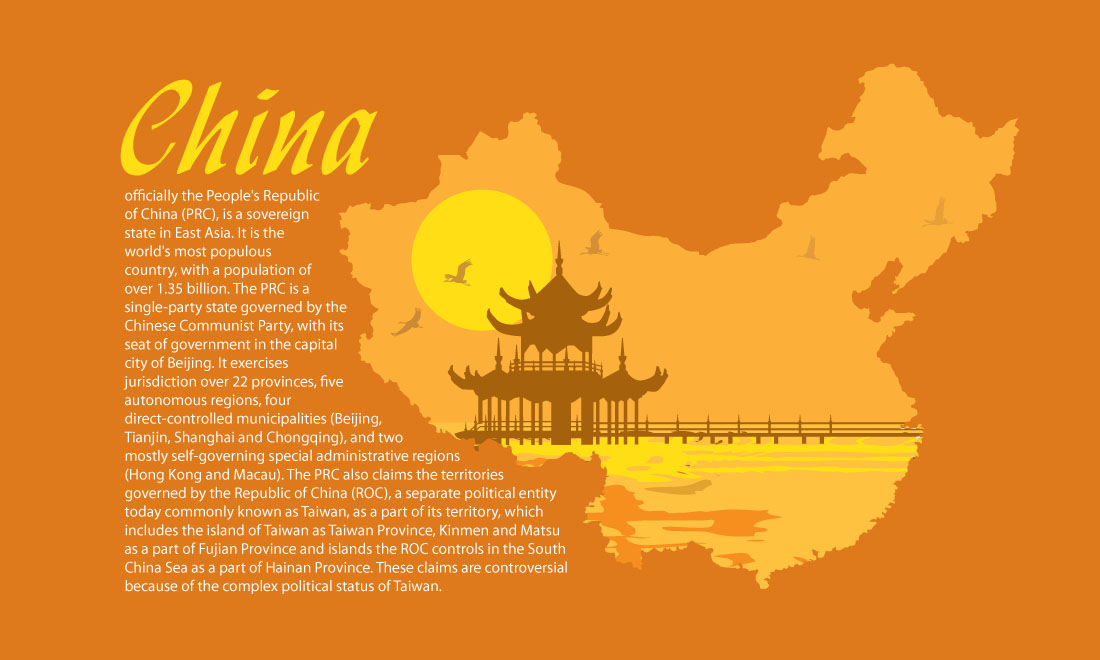 China
officially the People's Republic
of China (PRC), is a sovereign
state in East Asia. It is the
world's most populous
country, with a population of
over 1.35 billion. The PRC is a
single-party state governed by the
Chinese Communist Party, with its
seat of government in the capital
city of Beijing. It exercises
jurisdiction over 22 provinces, five
autonomous regions, four
direct-controlled municipalities (Beijing,
Tianjin, Shanghai and Chongqing), and two
mostly self-governing special administrative regions
(Hong Kong and Macau). The PRC also claims the territories
governed by the Republic of China (ROC), a separate political entity
today commonly known as Taiwan, as a part of its territory, which
includes the island of Taiwan as Taiwan Province, Kinmen and Matsu
as a part of Fujian Province and islands the ROC controls in the South
China Sea as a part of Hainan Province. These claims are controversial
because of the complex political status of Taiwan.